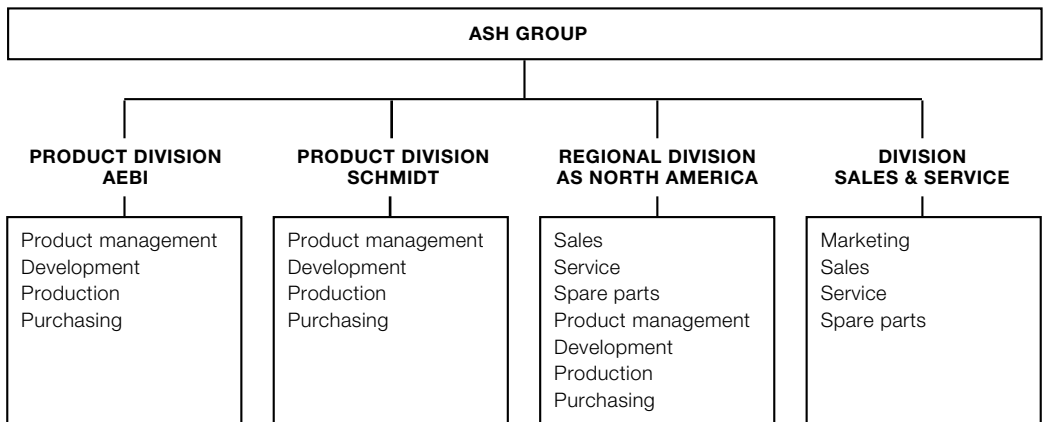 ASH GROUP
PRODUCT DIVISION
AEBI
Product management
Development
Production
Purchasing
PRODUCT DIVISION
SCHMIDT
Product management
Development
Production
Purchasing
REGIONAL DIVISION
AS NORTH AMERICA
Sales
Service
Spare parts
Product management
Development
Production
Purchasing
DIVISION
SALES & SERVICE
Marketing
Sales
Service
Spare parts